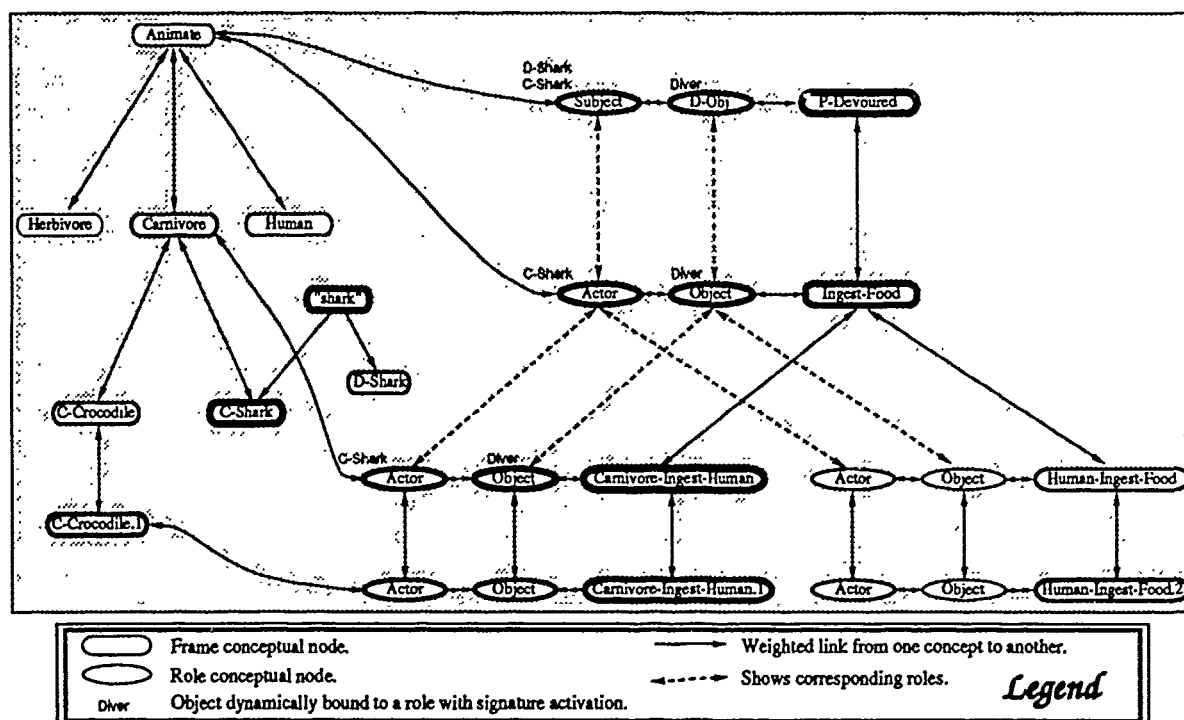 Animate
D-Shark
C-Shark
Diver
Subject
D-Obj
P-Devoured
Herbivore
Carnivore
Human
C-Shark
Diver
"shark"
Actor
Object
Ingest-Food
D-Shark
C-Crocodile
C-Shark
C-Shark
Diver
Actor
Object
Carnivore-Ingest-Human
Actor
Object
Human-Ingest-Food
C-Crocodile.1
Actor
Object
Carnivore-Ingest-Human.1
Actor
Object
Human-Ingest-Food.2
Frame conceptual node.
Weighted link from one concept to another.
Role conceptual node.
Shows corresponding roles.
Diver Object dynamically bound to a role with signature activation.
Legend